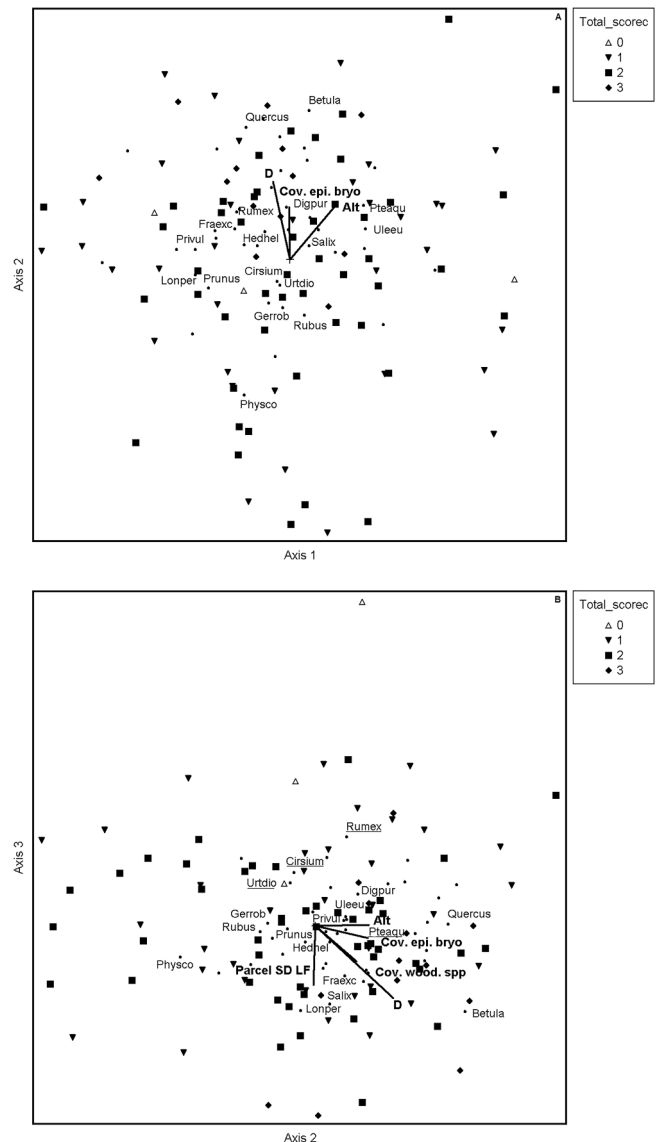 A
Total_scorec
0
1
2
3
Betula
Quercus
D
Cov. epi. bryo
Rumex
Digpur
Alt
Pteaqu
Fraexc
Uleeu
Privul
Hedhel
Salix
Cirsium
Lonper
Prunus
Urtdio
Gerrob
Rubus
Physco
Axis 2
Axis 1
B
Total_scorec
0
1
2
3
Rumex
Cirsium
Urtdio
Digpur
Uleeu
Gerrob
Privul
Alt
Quercus
Rubus
Prunus
Pteaqu
Hedhel
Cov. epi. bryo
Physco
Parcel SD LF
Cov. wood. spp
Fraexc
Salix
D
Lonper
Betula
Axis 3
Axis 2